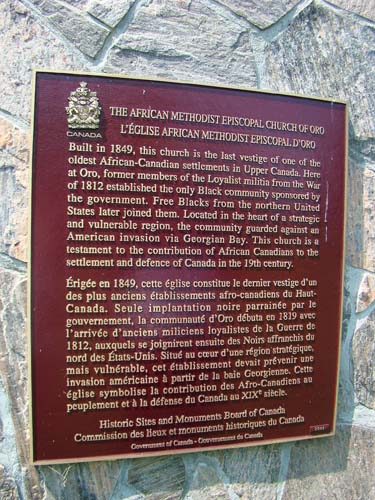 CANADA
THE AFRICAN METHODIST EPISCOPAL CHURCH OF ORO
L'ÉGLISE AFRICAN METHODIST EPISCOPAL D'ORO
Built in 1849, this church is the last vestige of one of the
oldest African-Canadian settlements in Upper Canada. Here
at Oro, former members of the Loyalist militia from the War
of 1812 established the only Black community sponsored by
the government. Free Blacks from the northern United
States later joined them. Located in the heart of a strategic
and vulnerable region, the community guarded against an
American invasion via Georgian Bay. This church is a
testament to the contribution of African Canadians to the
settlement and defence of Canada in the 19th century.
Érigée en 1849, cette église constitue le dernier vestige d'un
des plus anciens établissements afro-canadiens du Haut-
Canada. Seule implantation noire parrainée par le
gouvernement, la communauté d'Oro débuta en 1819 avec
l'arrivée d'anciens miliciens loyalistes de la Guerre de
1812, auxquels se joignirent ensuite des Noirs affranchis du
nord des États-Unis. Situé au cœur d'une région stratégique,
mais vulnérable, cet établissement devait prévenir une
invasion américaine à partir de la baie Georgienne. Cette
église symbolise la contribution des Afro-Canadiens au
peuplement et à la défense du Canada au XIXe siècle.
Historic Sites and Monuments Board of Canada
Commission des lieux et monuments historiques du Canada
Government of Canada - Gouvernement du Canada